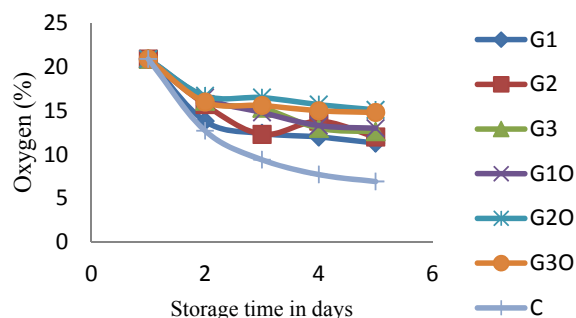 25
20
15
10
5
0
Oxygen (%)
0 2 4 6
Storage time in days
G1
G2
G3
G1O
G2O
G3O
C